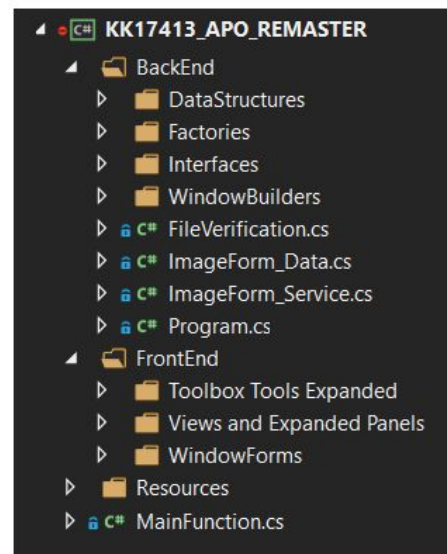 C# KK17413_APO_REMASTER
BackEnd
DataStructures
Factories
Interfaces
WindowBuilders
C# FileVerification.cs
C# ImageForm_Data.cs
C# ImageForm_Service.cs
C# Program.cs
FrontEnd
Toolbox Tools Expanded
Views and Expanded Panels
WindowForms
Resources
C# MainFunction.cs